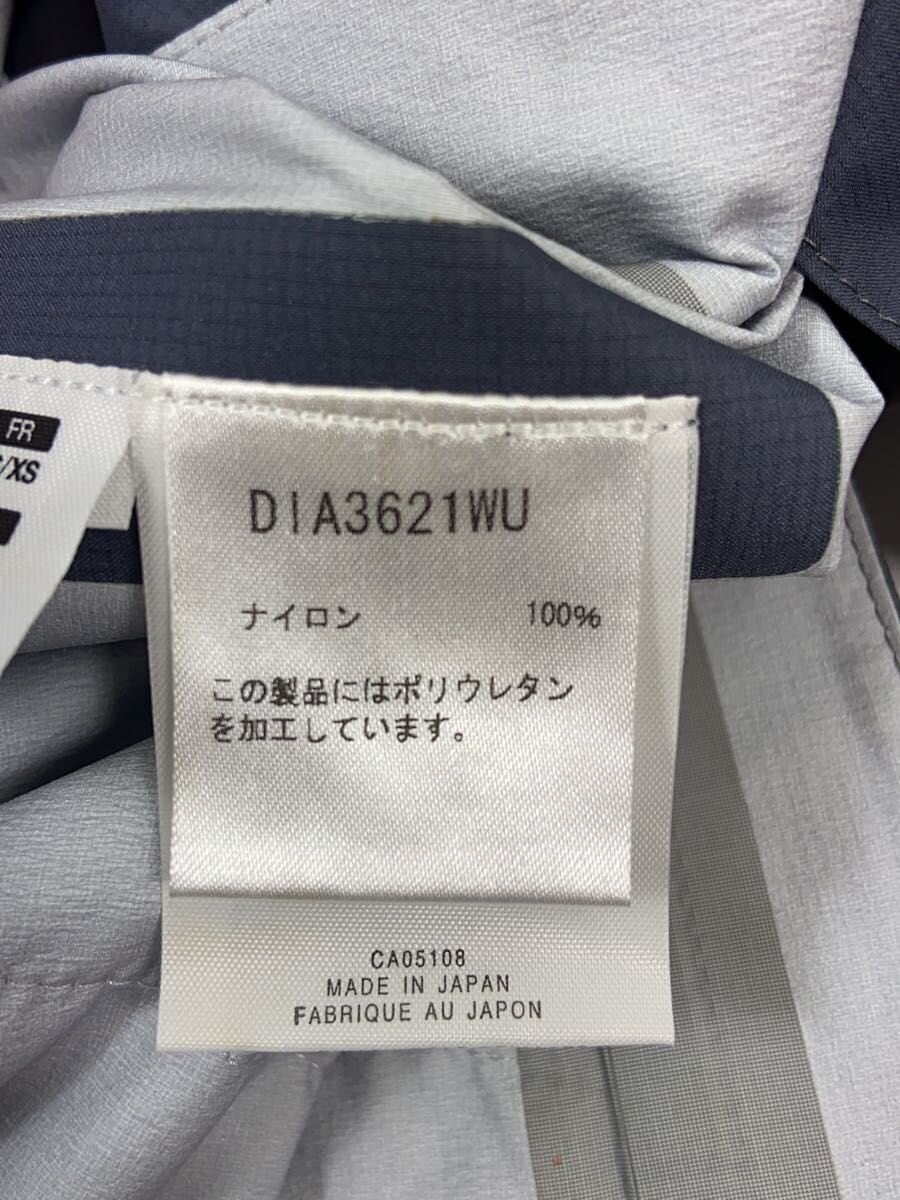 FR
/XS
DIA3621WU
ナイロン 100%
この製品にはポリウレタン
を加工しています。
CA05108
MADE IN JAPAN
FABRIQUE AU JAPON